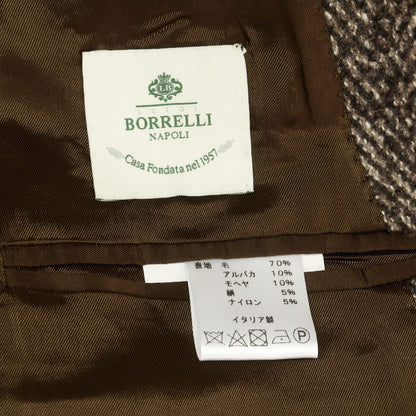 LB
BORRELLI
NAPOLI
Casa Fondata nel 1957
表地 毛 70%
アルパカ 10%
モヘヤ 10%
絹 5%
ナイロン 5%
イタリア製